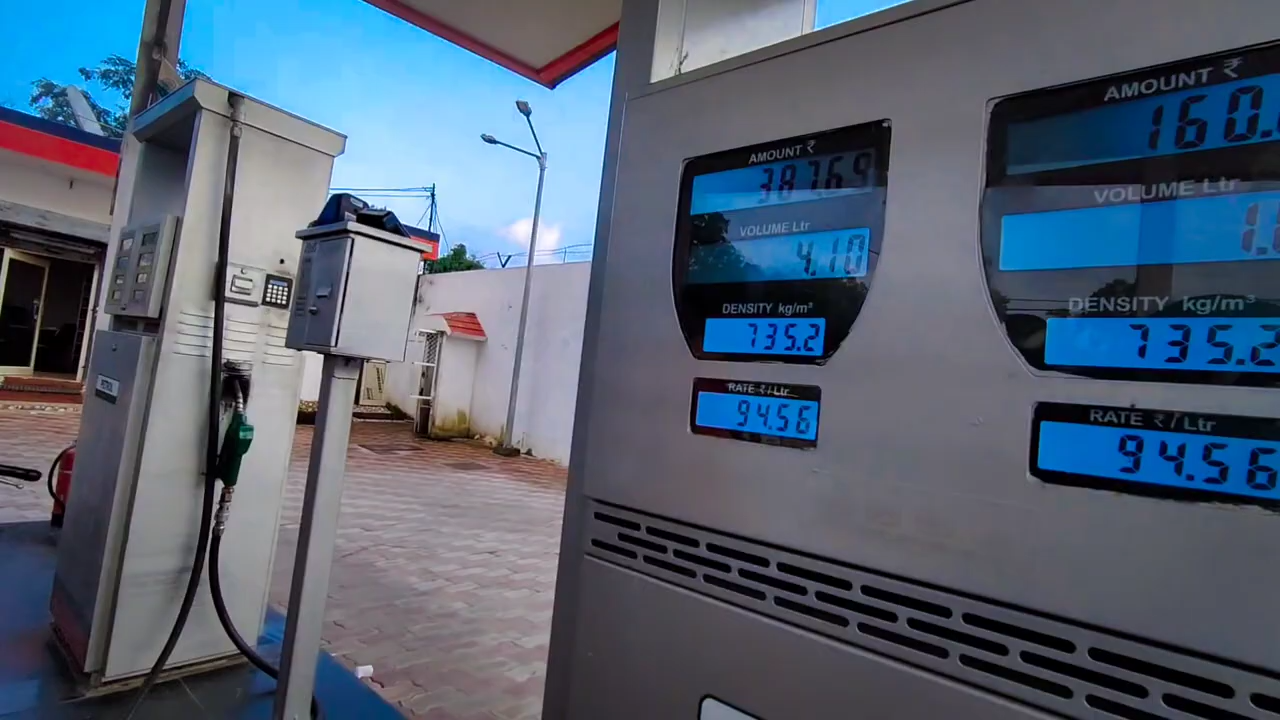 AMOUNT ₹
387.69
VOLUME Ltr
4.10
DENSITY kg/m³
735.2
RATE ₹/Ltr
94.56
AMOUNT ₹
160.
VOLUME Ltr
1.
DENSITY kg/m³
735.2
RATE ₹/Ltr
94.56
PETROL